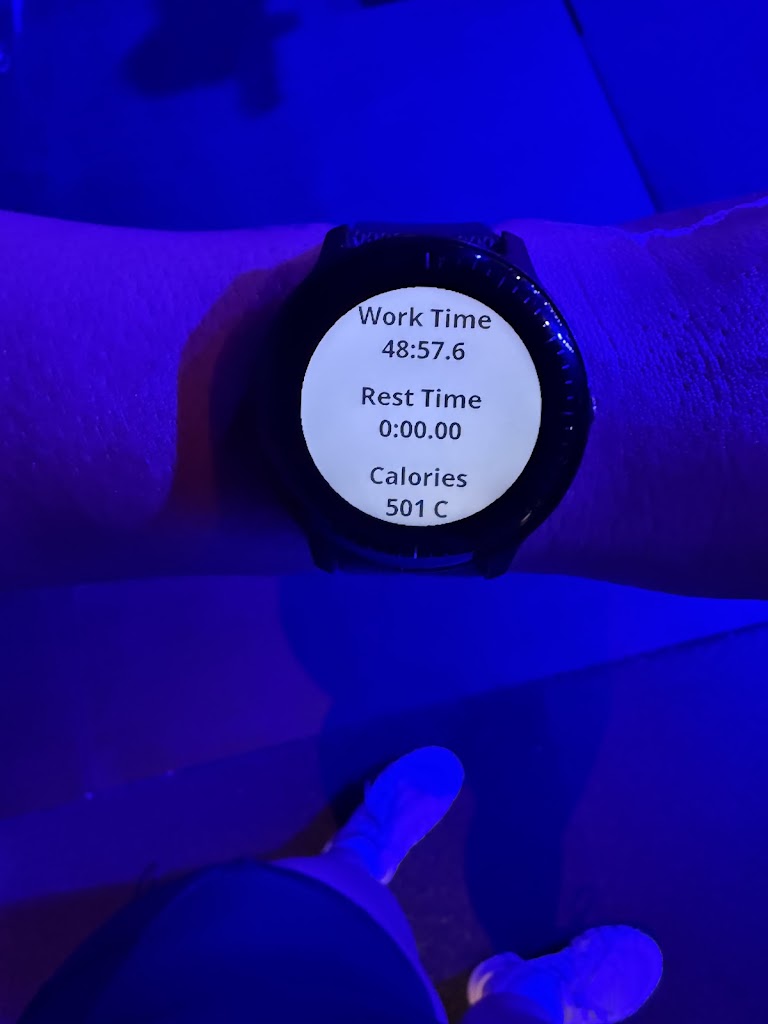 Work Time
48:57.6
Rest Time
0:00.00
Calories
501 C